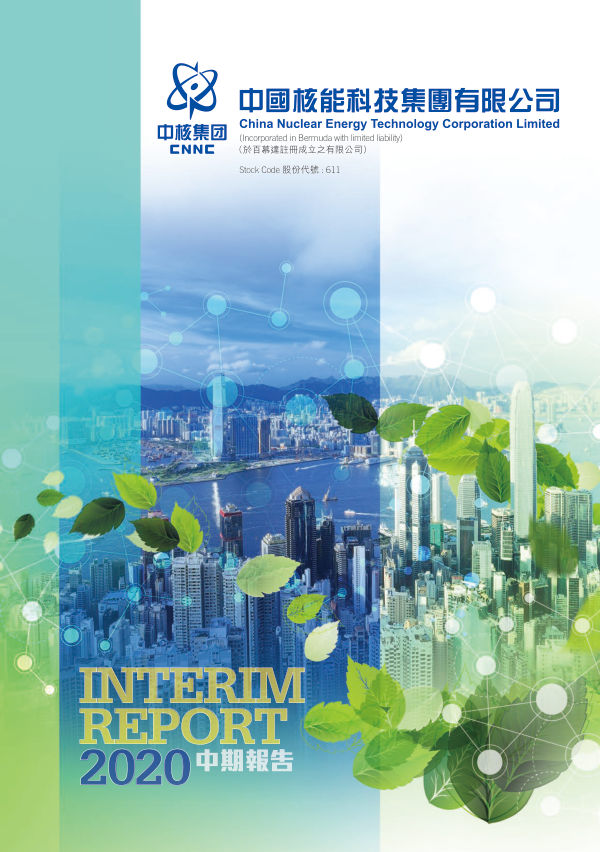 中核集团
CNNC
中國核能科技集團有限公司
China Nuclear Energy Technology Corporation Limited
(Incorporated in Bermuda with limited liability)
(於百慕達註冊成立之有限公司)
Stock Code 股份代號 : 611
INTERIM
REPORT
2020 中期報告